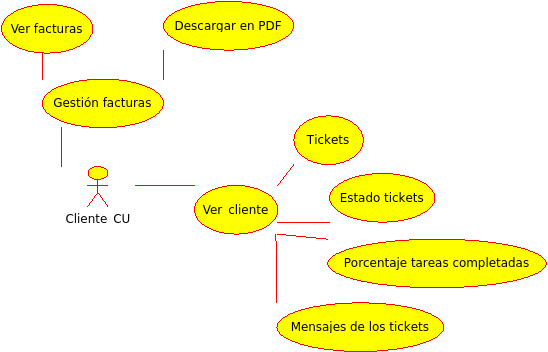 Descargar en PDF
Ver facturas
Gestión facturas
Tickets
Estado tickets
Ver cliente
Cliente CU
Porcentaje tareas completadas
Mensajes de los tickets